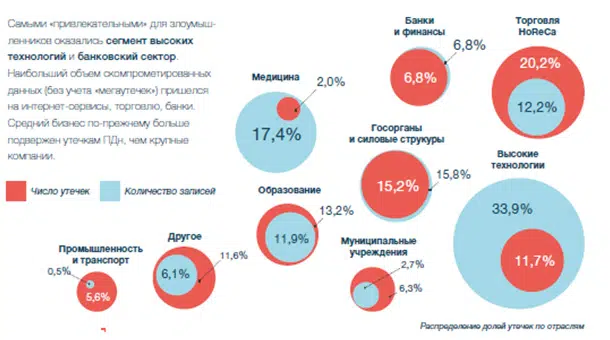 Самыми «привлекательными» для злоумыш-
ленников оказались сегмент высоких
технологий и банковский сектор.
Наибольший объем скомпрометированных
данных (без учета «мегаутечек») пришелся
на интернет-сервисы, торговлю, банки.
Средний бизнес по-прежнему больше
подвержен утечкам ПДн, чем крупные
компании.
Число утечек
Количество записей
Банки
и финансы
6,8%
6,8%
Торговля
HoReCa
20,2%
12,2%
Медицина
2,0%
17,4%
Госорганы
и силовые струкуры
15,2%
15,8%
Высокие
технологии
33,9%
11,7%
Образование
13,2%
11,9%
Муниципальные
учреждения
2,7%
6,3%
Другое
11,6%
6,1%
Промышленность
и транспорт
0,5%
5,6%
Распределение долей утечек по отраслям